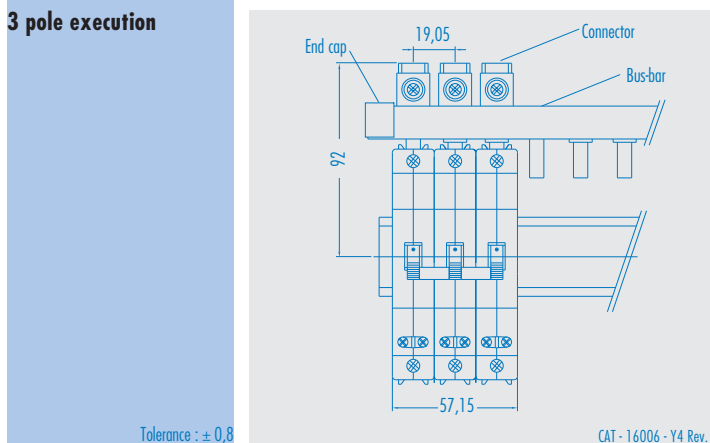 3 pole execution
19,05
Connector
End cap
Bus-bar
92
57,15
Tolerance : ± 0,8
CAT - 16006 - Y4 Rev.